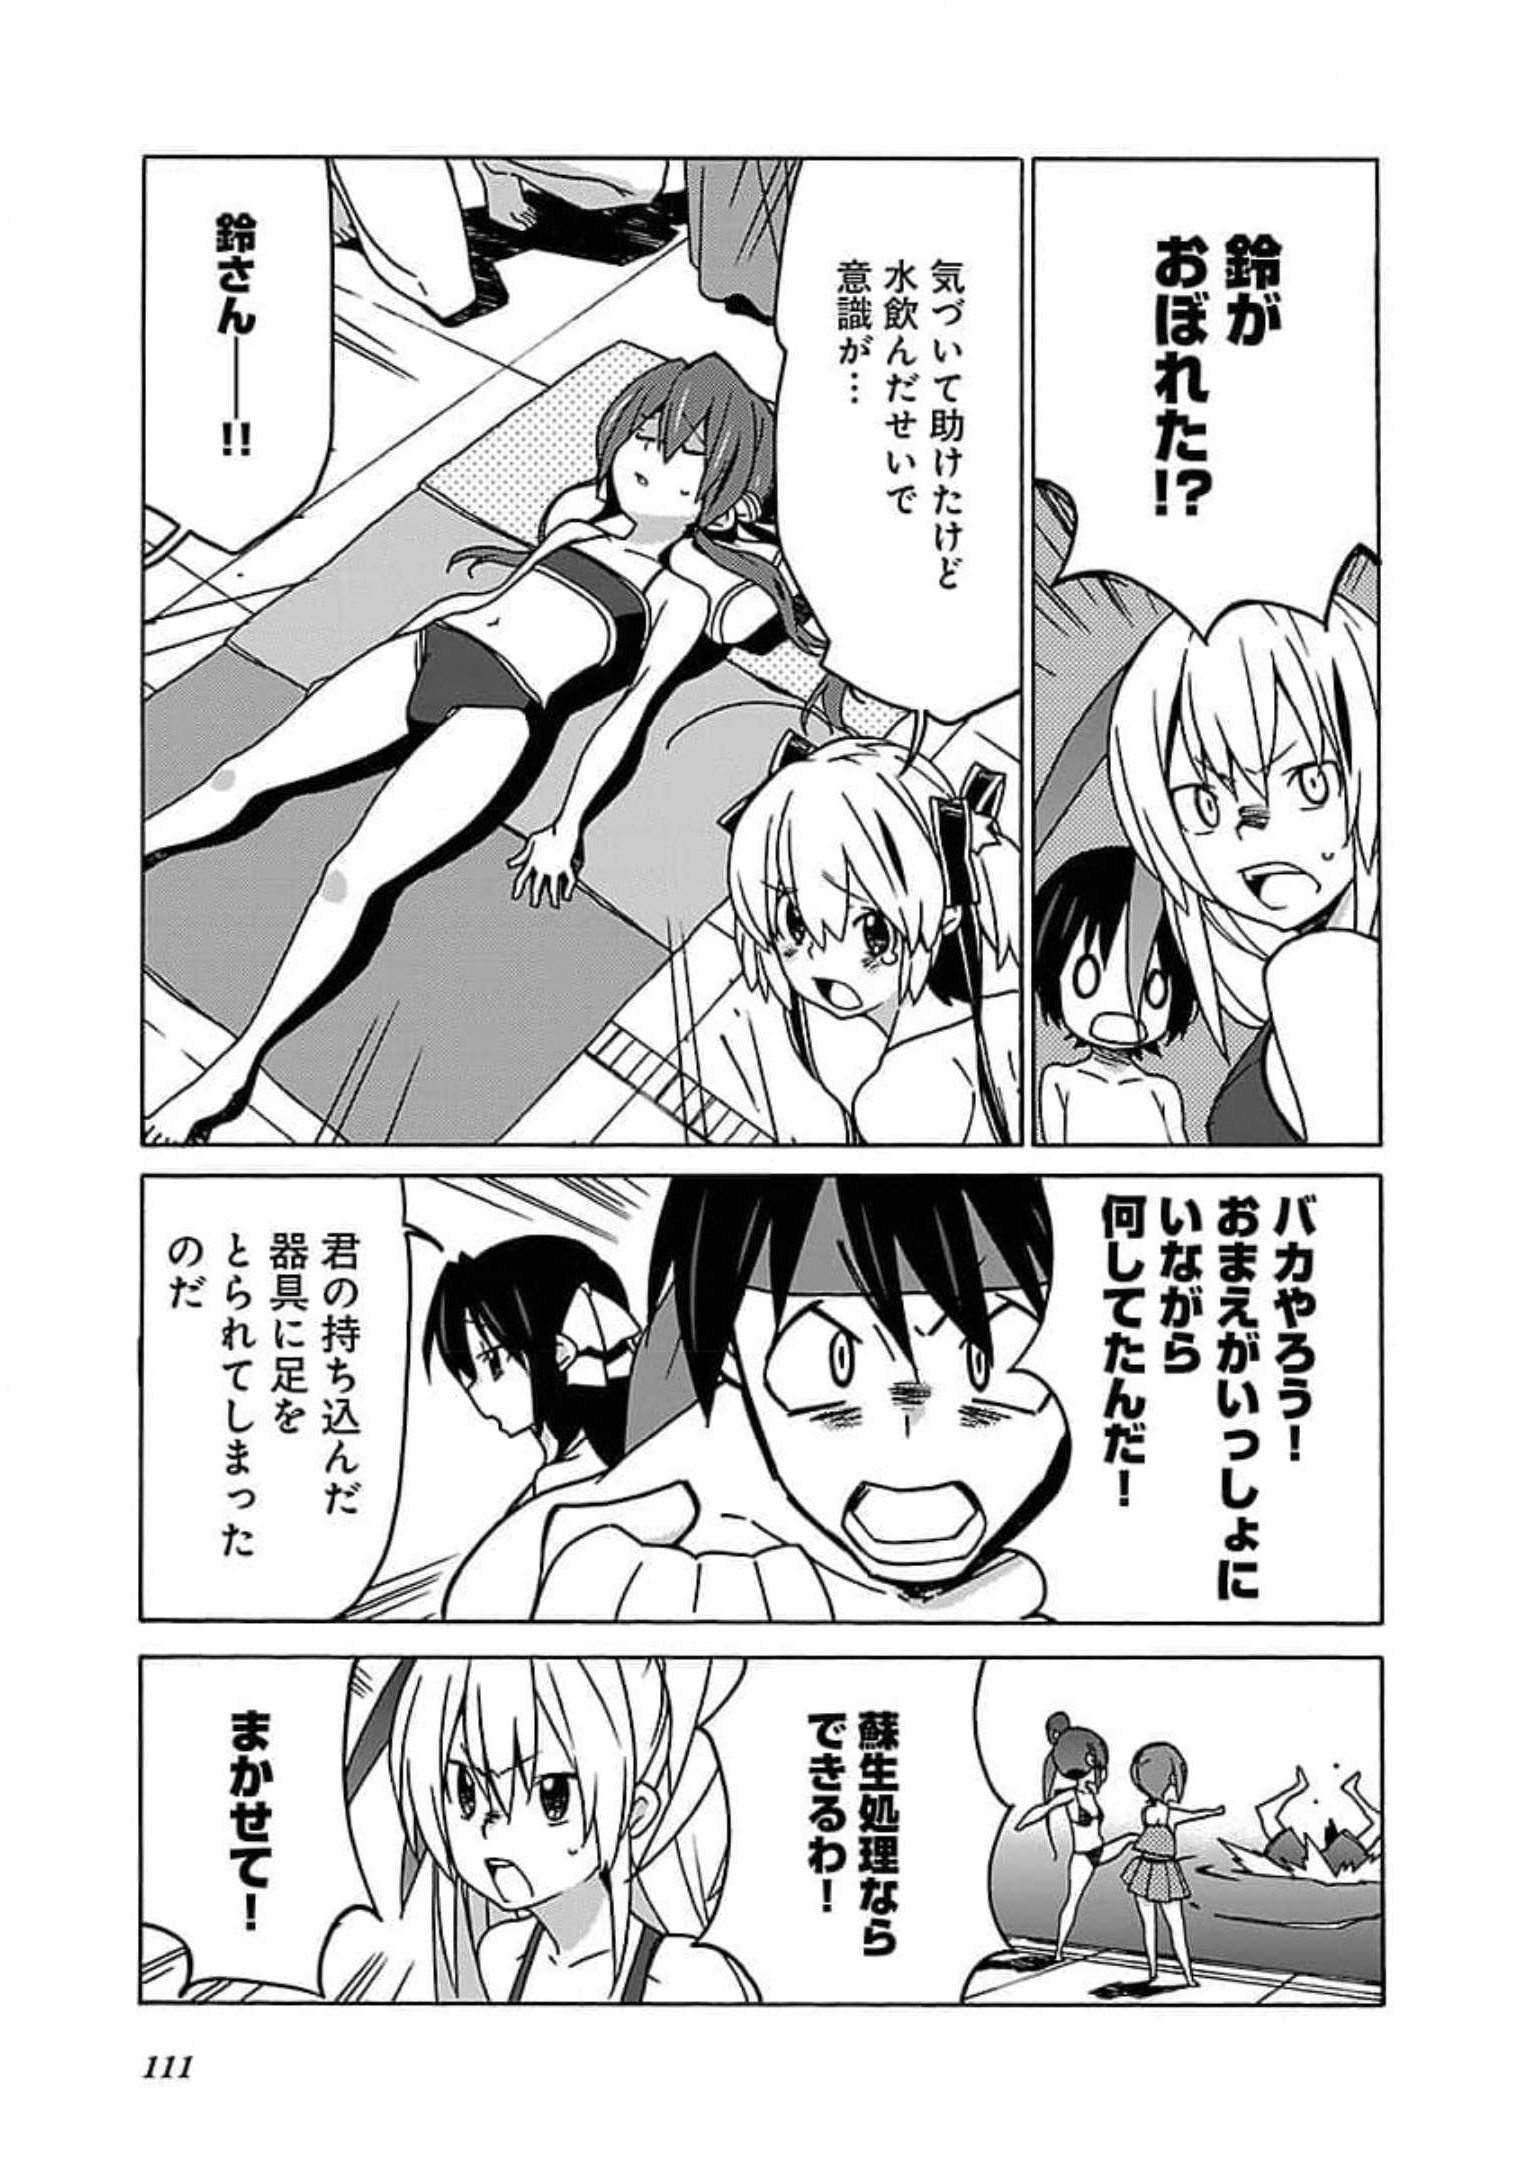 鈴が
おぼれた!?
気づいて助けたけど
水飲んだせいで
意識が…
鈴さん――!!
バカやろう!
おまえがいっしょに
いながら
何してたんだ!
君の持ち込んだ
器具に足を
とられてしまった
のだ
蘇生処理なら
できるわ!
まかせて!
111